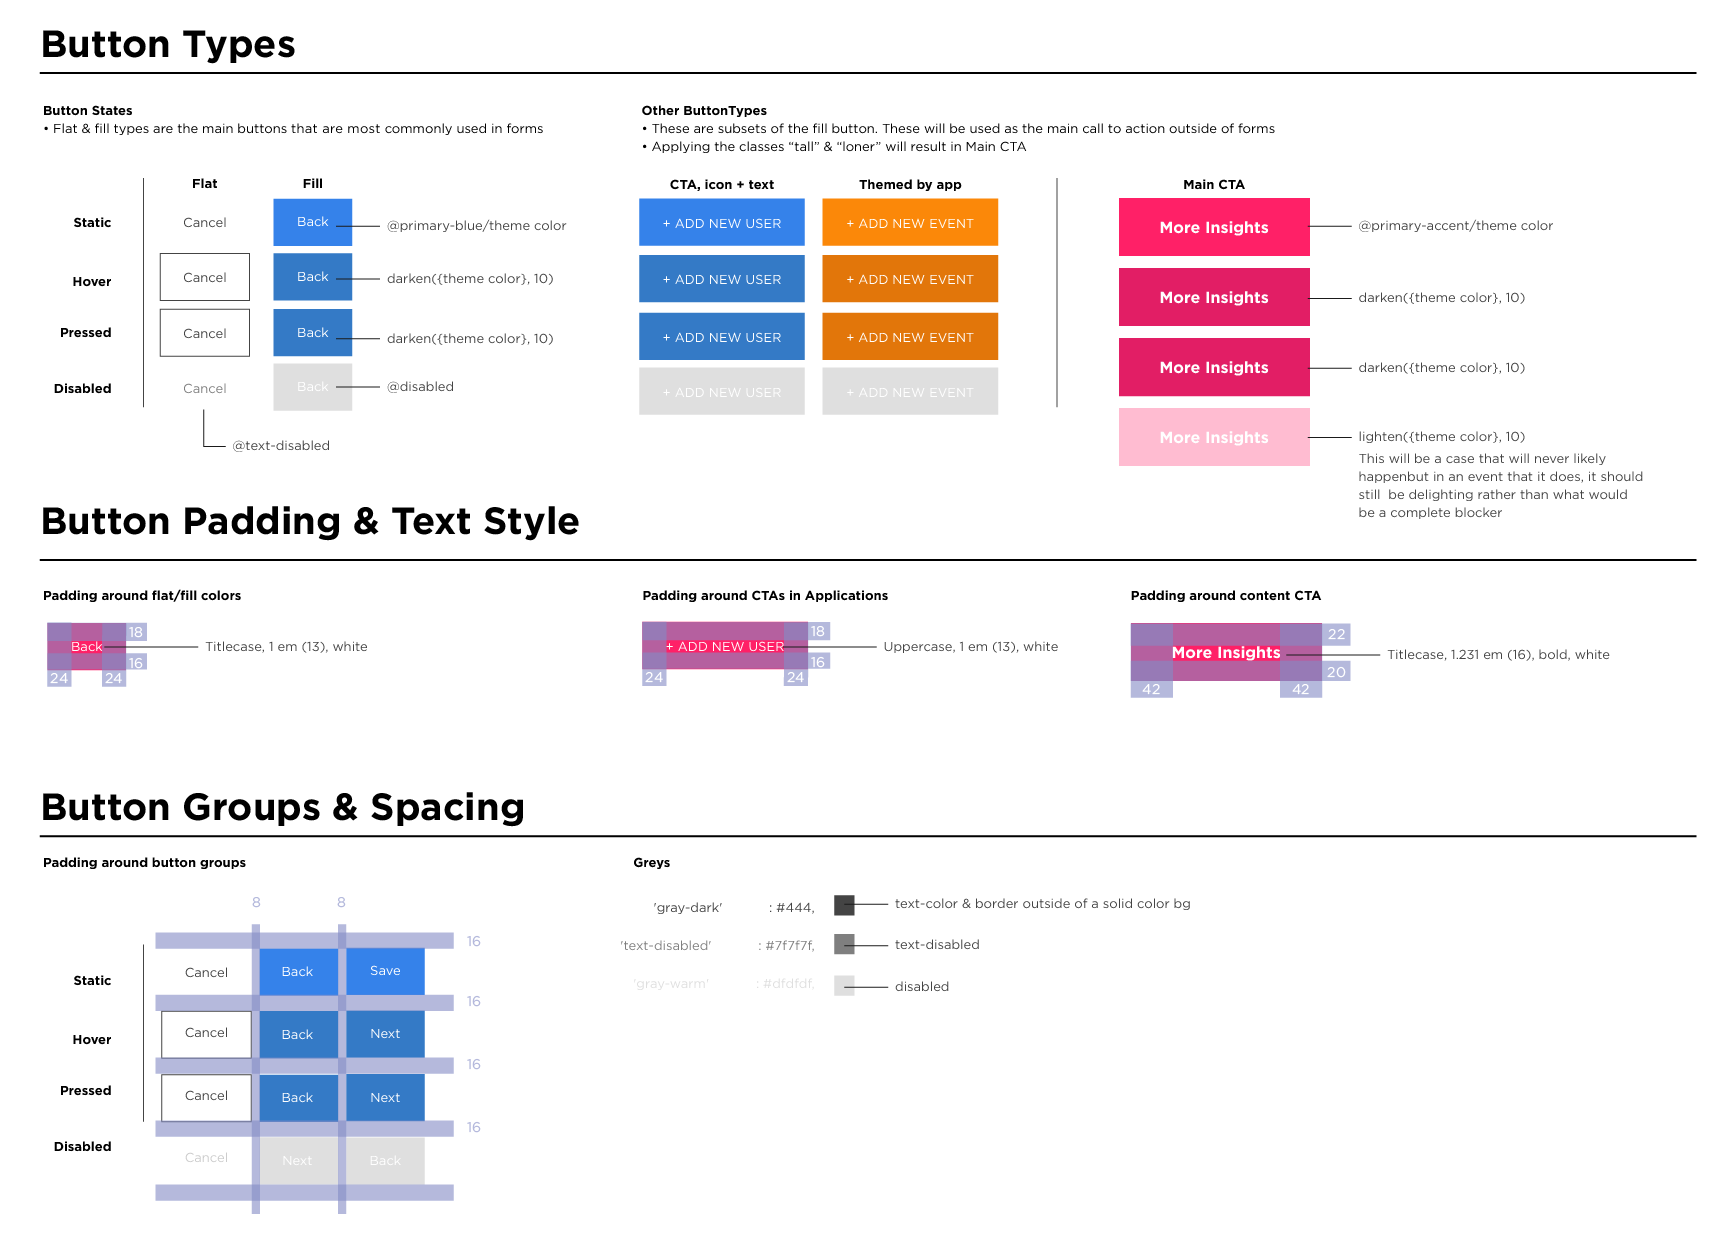 Button Types
Button States
• Flat & fill types are the main buttons that are most commonly used in forms
Other ButtonTypes
• These are subsets of the fill button. These will be used as the main call to action outside of forms
• Applying the classes “tall” & “loner” will result in Main CTA
Flat Fill
Static Cancel Back @primary-blue/theme color
Hover Cancel Back darken({theme color}, 10)
Pressed Cancel Back darken({theme color}, 10)
Disabled Cancel Back @disabled
@text-disabled
CTA, icon + text Themed by app
+ ADD NEW USER + ADD NEW EVENT
+ ADD NEW USER + ADD NEW EVENT
+ ADD NEW USER + ADD NEW EVENT
+ ADD NEW USER + ADD NEW EVENT
Main CTA
More Insights @primary-accent/theme color
More Insights darken({theme color}, 10)
More Insights darken({theme color}, 10)
More Insights lighten({theme color}, 10)
This will be a case that will never likely
happenbut in an event that it does, it should
still  be delighting rather than what would
be a complete blocker
Button Padding & Text Style
Padding around flat/fill colors
18
Back Titlecase, 1 em (13), white
16
24 24
Padding around CTAs in Applications
18
+ ADD NEW USER Uppercase, 1 em (13), white
16
24 24
Padding around content CTA
22
More Insights Titlecase, 1.231 em (16), bold, white
20
42 42
Button Groups & Spacing
Padding around button groups
8 8
16
Static Cancel Back Save
16
Hover Cancel Back Next
16
Pressed Cancel Back Next
16
Disabled Cancel Next Back
Greys
'gray-dark' : #444, text-color & border outside of a solid color bg
'text-disabled' : #7f7f7f, text-disabled
'gray-warm' : #dfdfdf, disabled